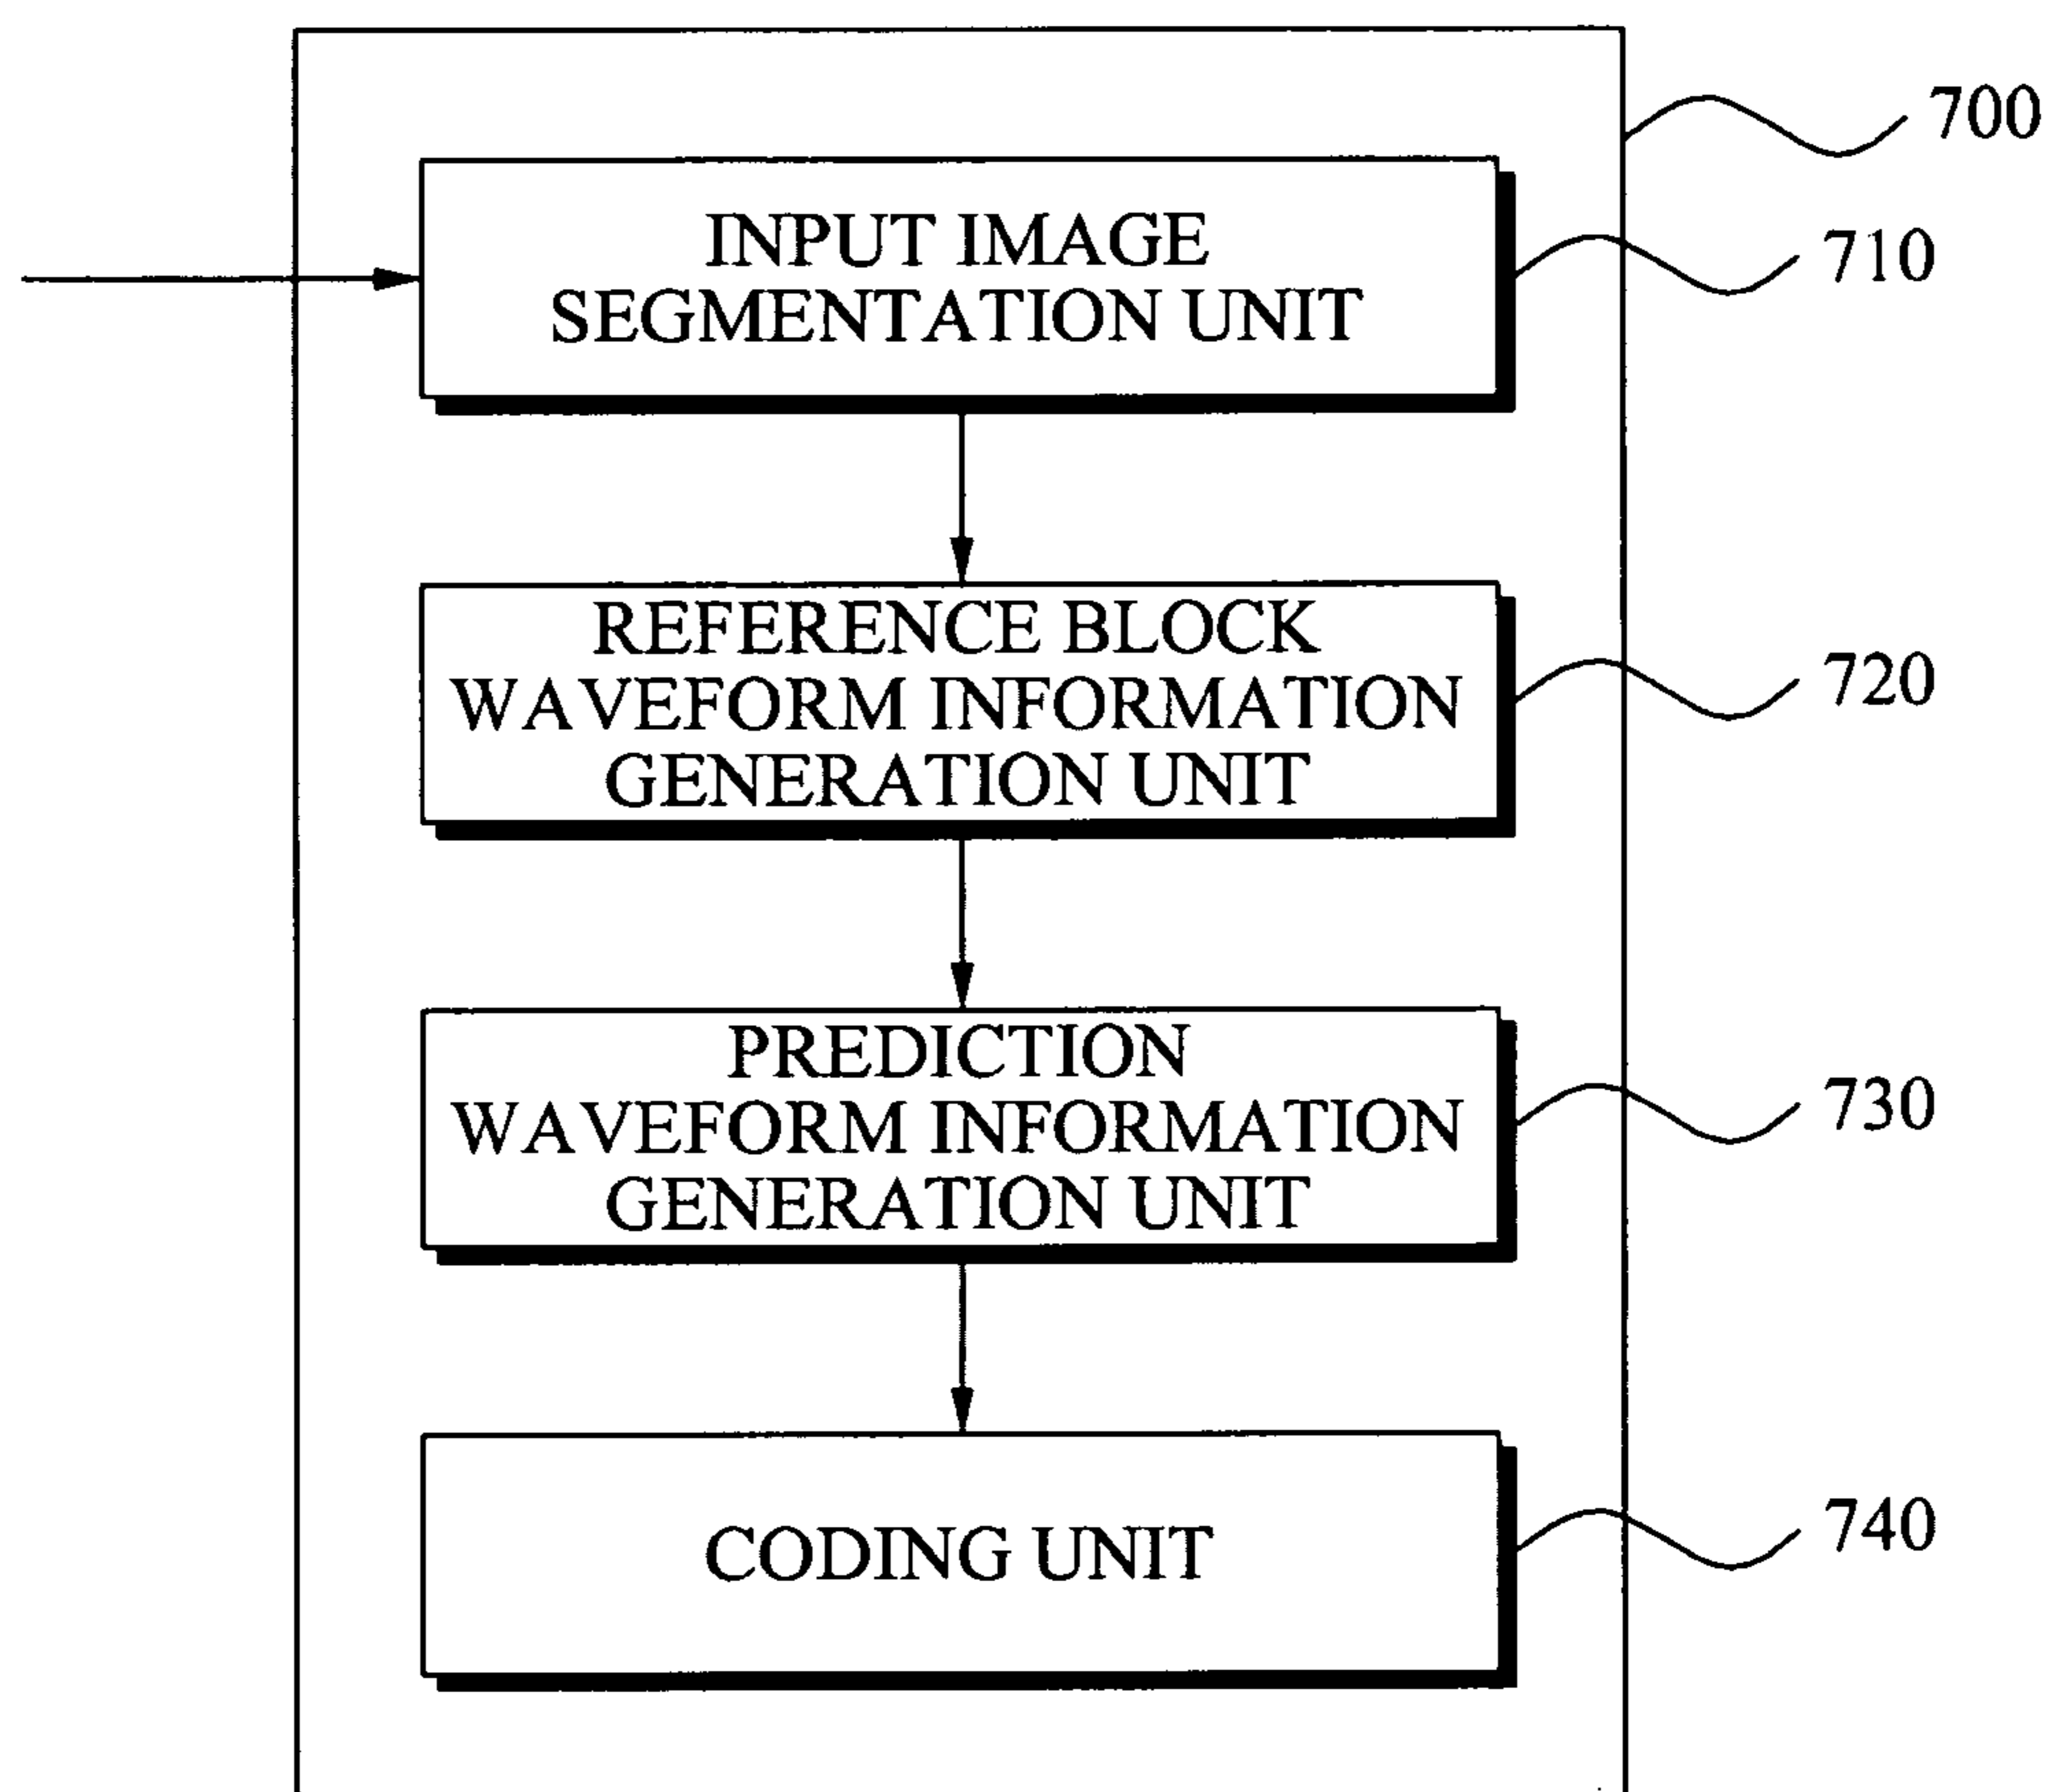 700
INPUT IMAGE
SEGMENTATION UNIT
710
REFERENCE BLOCK
WAVEFORM INFORMATION
GENERATION UNIT
720
PREDICTION
WAVEFORM INFORMATION
GENERATION UNIT
730
CODING UNIT
740